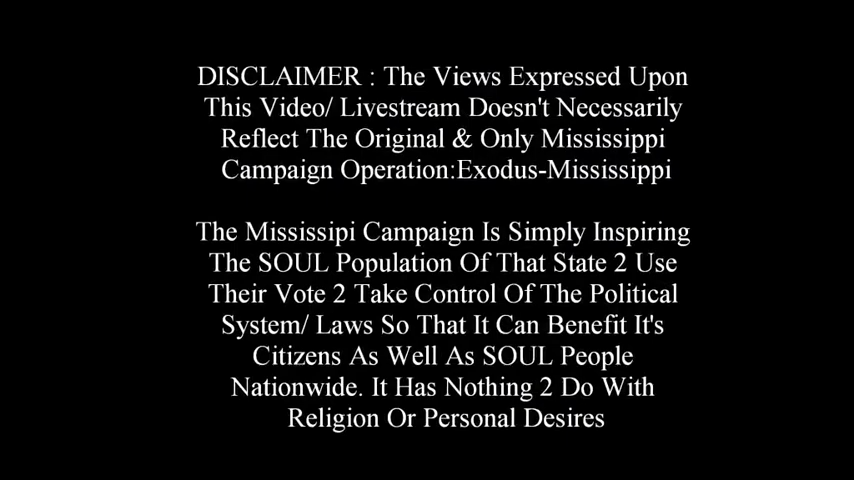 DISCLAIMER : The Views Expressed Upon
This Video/ Livestream Doesn't Necessarily
Reflect The Original & Only Mississippi
Campaign Operation:Exodus-Mississippi
The Mississipi Campaign Is Simply Inspiring
The SOUL Population Of That State 2 Use
Their Vote 2 Take Control Of The Political
System/ Laws So That It Can Benefit It's
Citizens As Well As SOUL People
Nationwide. It Has Nothing 2 Do With
Religion Or Personal Desires